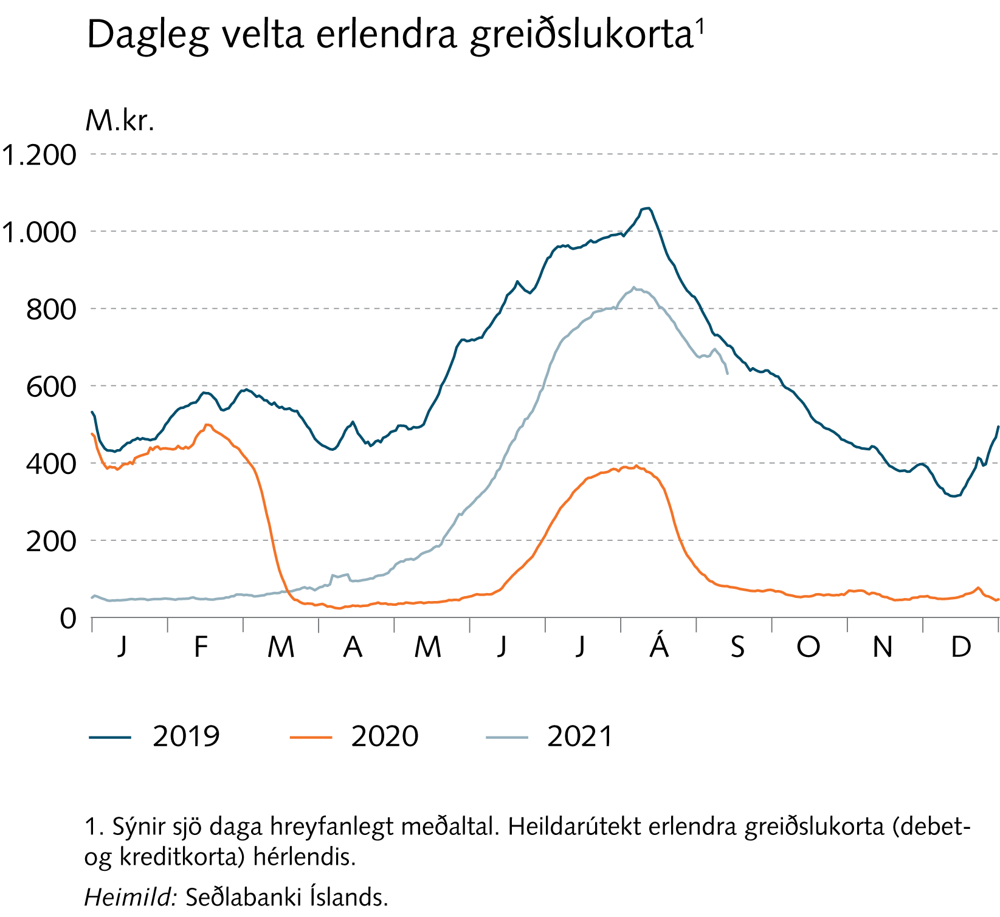 Dagleg velta erlendra greiðslukorta¹
M.kr.
1.200
1.000
800
600
400
200
0
J F M A M J J Á S O N D
2019 2020 2021
1. Sýnir sjö daga hreyfanlegt meðaltal. Heildarútekt erlendra greiðslukorta (debet-
og kreditkorta) hérlendis.
Heimild: Seðlabanki Íslands.